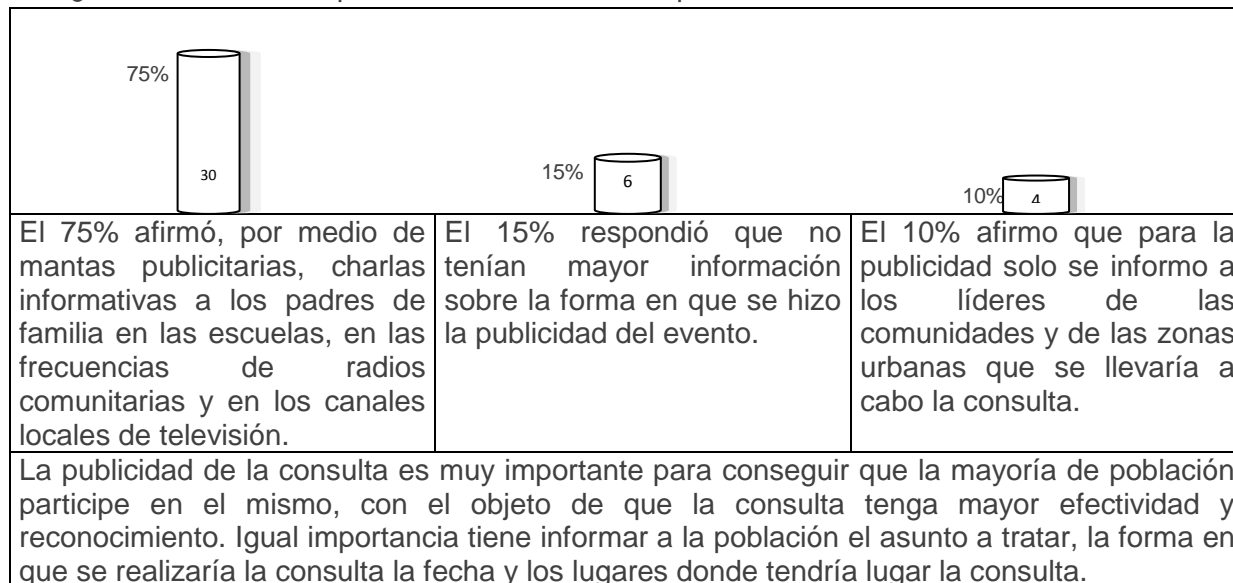 75%
30
15%
6
10%
4
El 75% afirmó, por medio de
mantas publicitarias, charlas
informativas a los padres de
familia en las escuelas, en las
frecuencias de radios
comunitarias y en los canales
locales de televisión.
El 15% respondió que no
tenían mayor información
sobre la forma en que se hizo
la publicidad del evento.
El 10% afirmo que para la
publicidad solo se informo a
los líderes de las
comunidades y de las zonas
urbanas que se llevaría a
cabo la consulta.
La publicidad de la consulta es muy importante para conseguir que la mayoría de población
participe en el mismo, con el objeto de que la consulta tenga mayor efectividad y
reconocimiento. Igual importancia tiene informar a la población el asunto a tratar, la forma en
que se realizaría la consulta la fecha y los lugares donde tendría lugar la consulta.